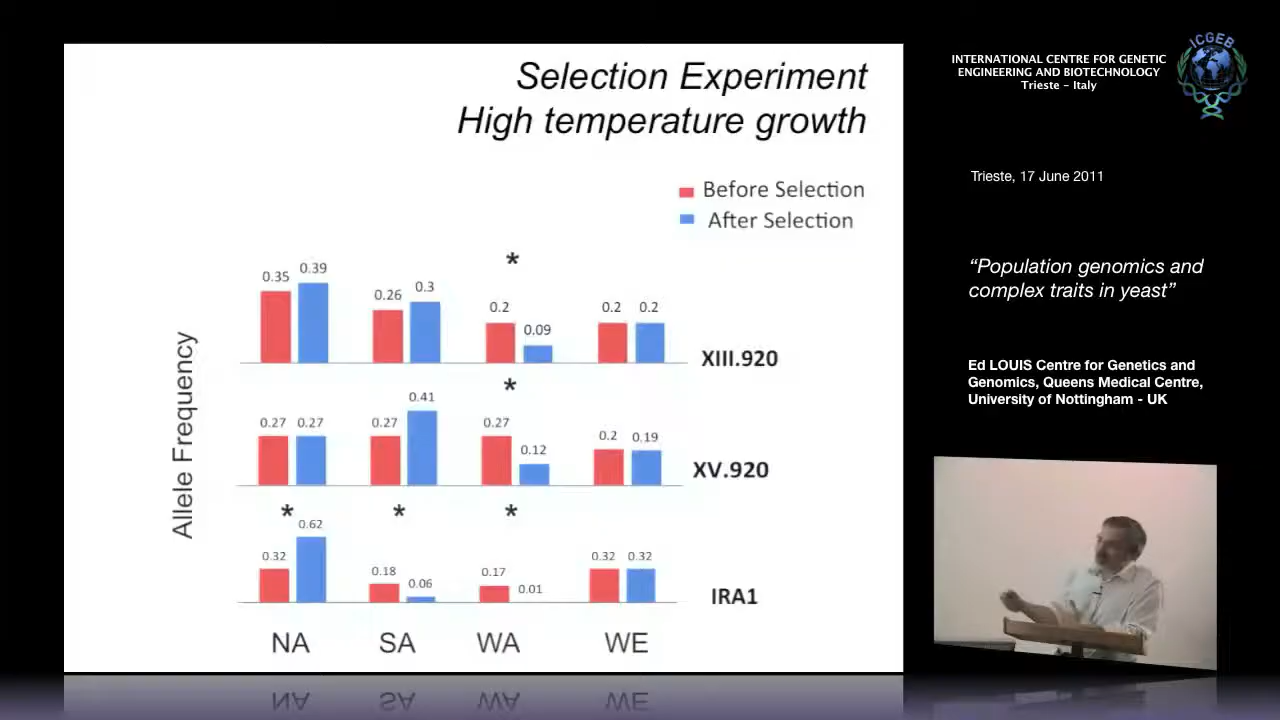 Selection Experiment
High temperature growth
Before Selection
After Selection
Allele Frequency
*
0.35 0.39 0.26 0.3 0.2 0.09 0.2 0.2
XIII.920
*
0.27 0.27 0.27 0.41 0.27 0.12 0.2 0.19
XV.920
* * *
0.32 0.62 0.18 0.06 0.17 0.01 0.32 0.32
IRA1
NA SA WA WE
NA SA WA WE
INTERNATIONAL CENTRE FOR GENETIC
ENGINEERING AND BIOTECHNOLOGY
Trieste – Italy
ICGEB
Trieste, 17 June 2011
“Population genomics and
complex traits in yeast”
Ed LOUIS Centre for Genetics and
Genomics, Queens Medical Centre,
University of Nottingham - UK